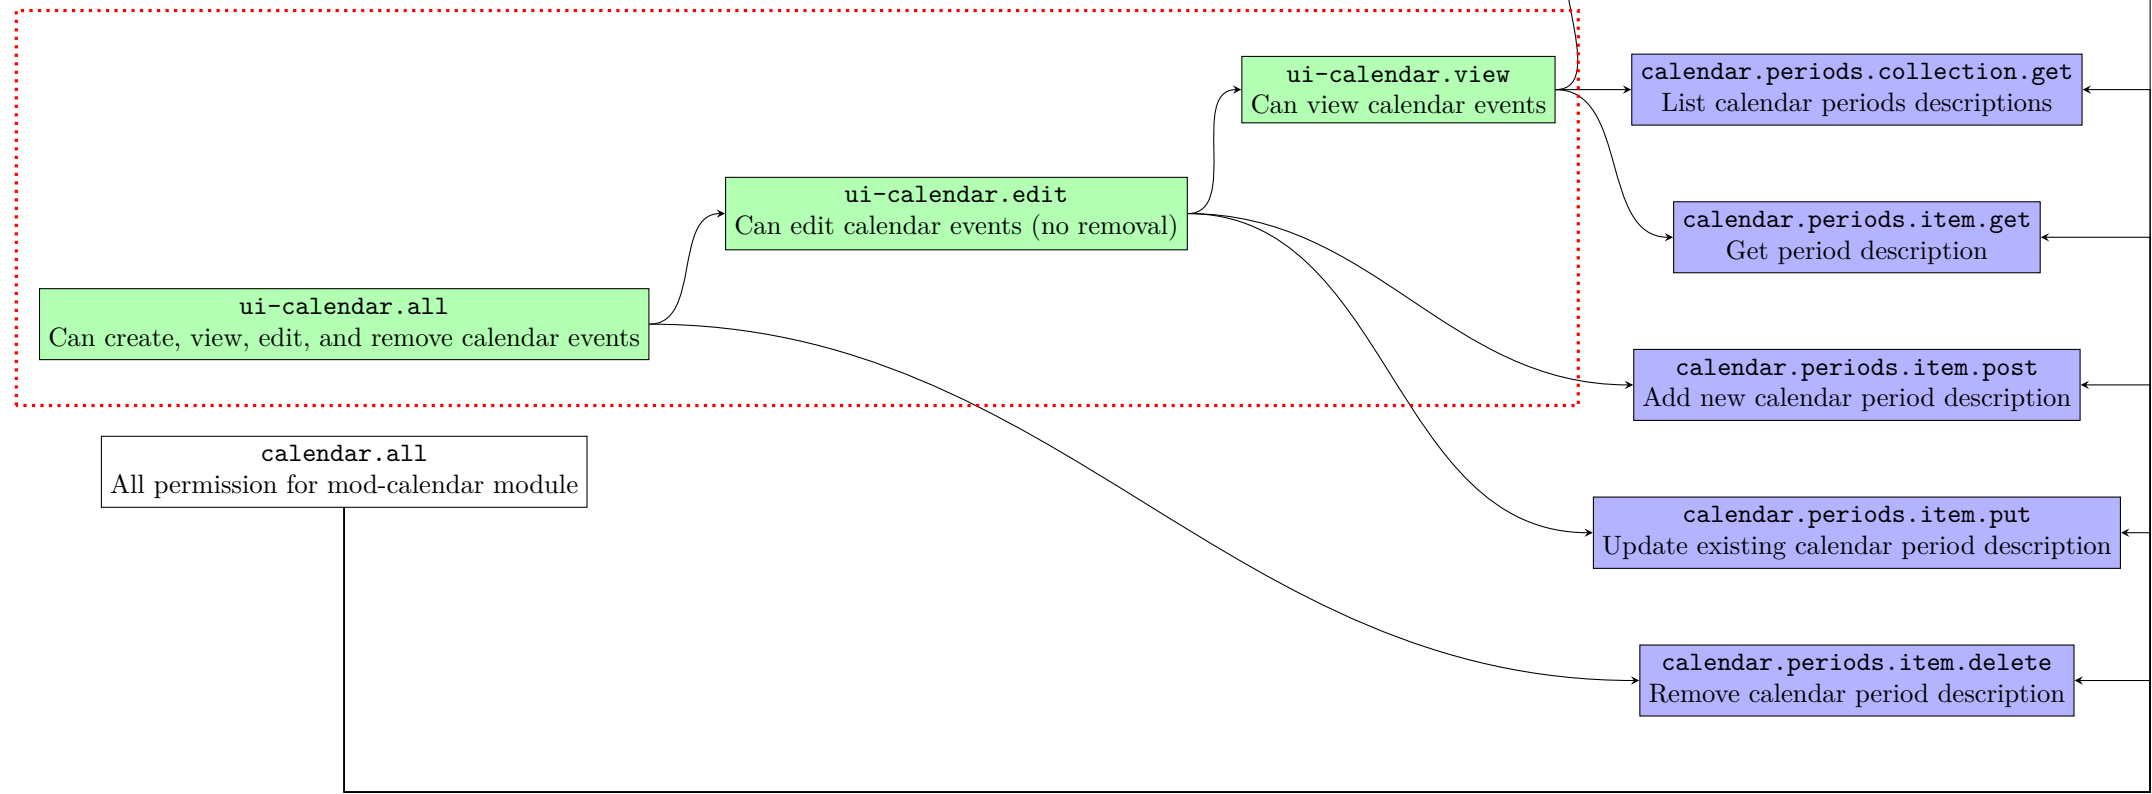 ui-calendar.view
Can view calendar events
calendar.periods.collection.get
List calendar periods descriptions
ui-calendar.edit
Can edit calendar events (no removal)
calendar.periods.item.get
Get period description
ui-calendar.all
Can create, view, edit, and remove calendar events
calendar.periods.item.post
Add new calendar period description
calendar.all
All permission for mod-calendar module
calendar.periods.item.put
Update existing calendar period description
calendar.periods.item.delete
Remove calendar period description